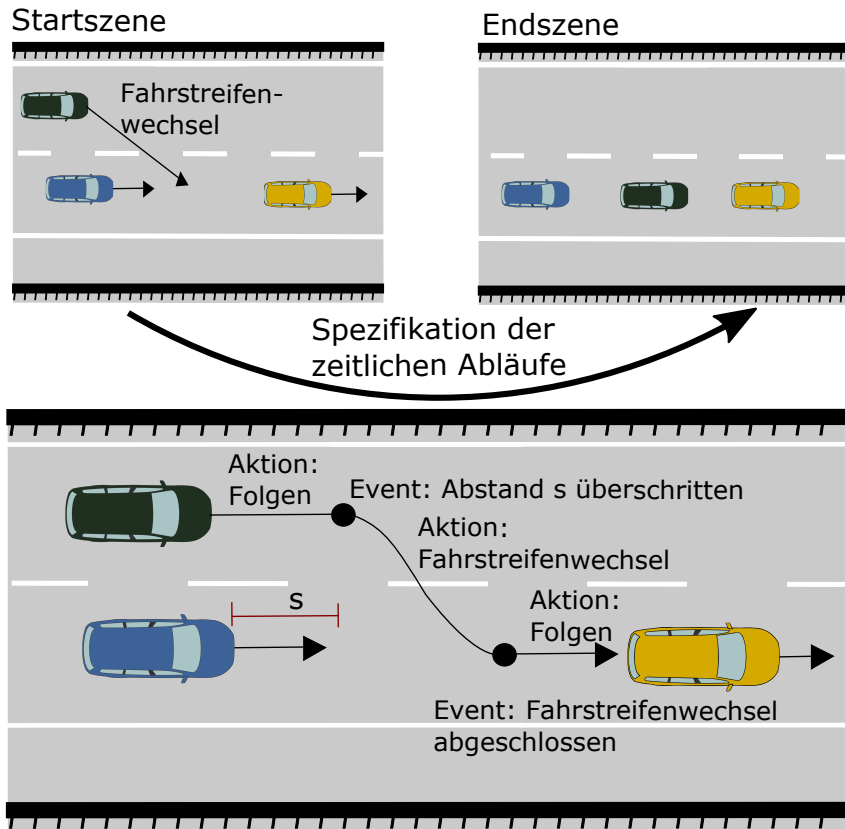 Startszene
Endszene
Fahrstreifen-
wechsel
Spezifikation der
zeitlichen Abläufe
Aktion:
Folgen
Event: Abstand s überschritten
Aktion:
Fahrstreifenwechsel
s
Aktion:
Folgen
Event: Fahrstreifenwechsel
abgeschlossen